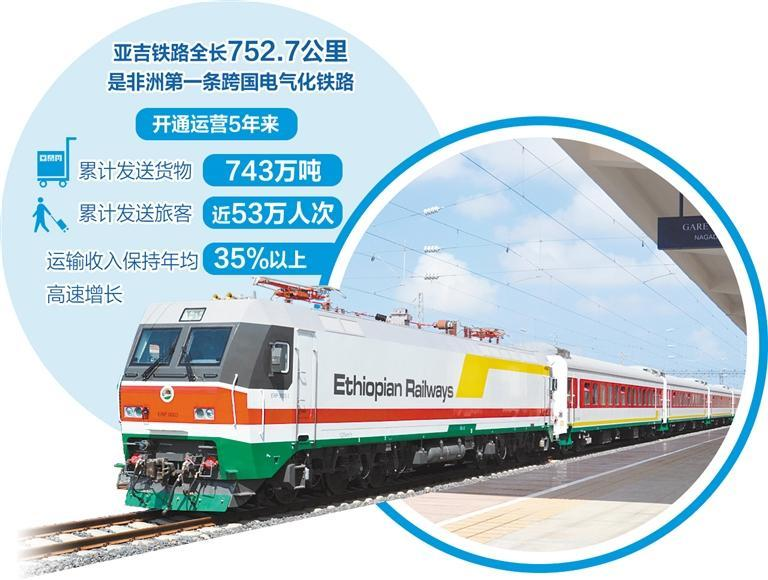 亚吉铁路全长752.7公里
是非洲第一条跨国电气化铁路
开通运营5年来
累计发送货物 743万吨
累计发送旅客 近53万人次
运输收入保持年均 35%以上
高速增长
GARE
NAGAD
Ethiopian Railways